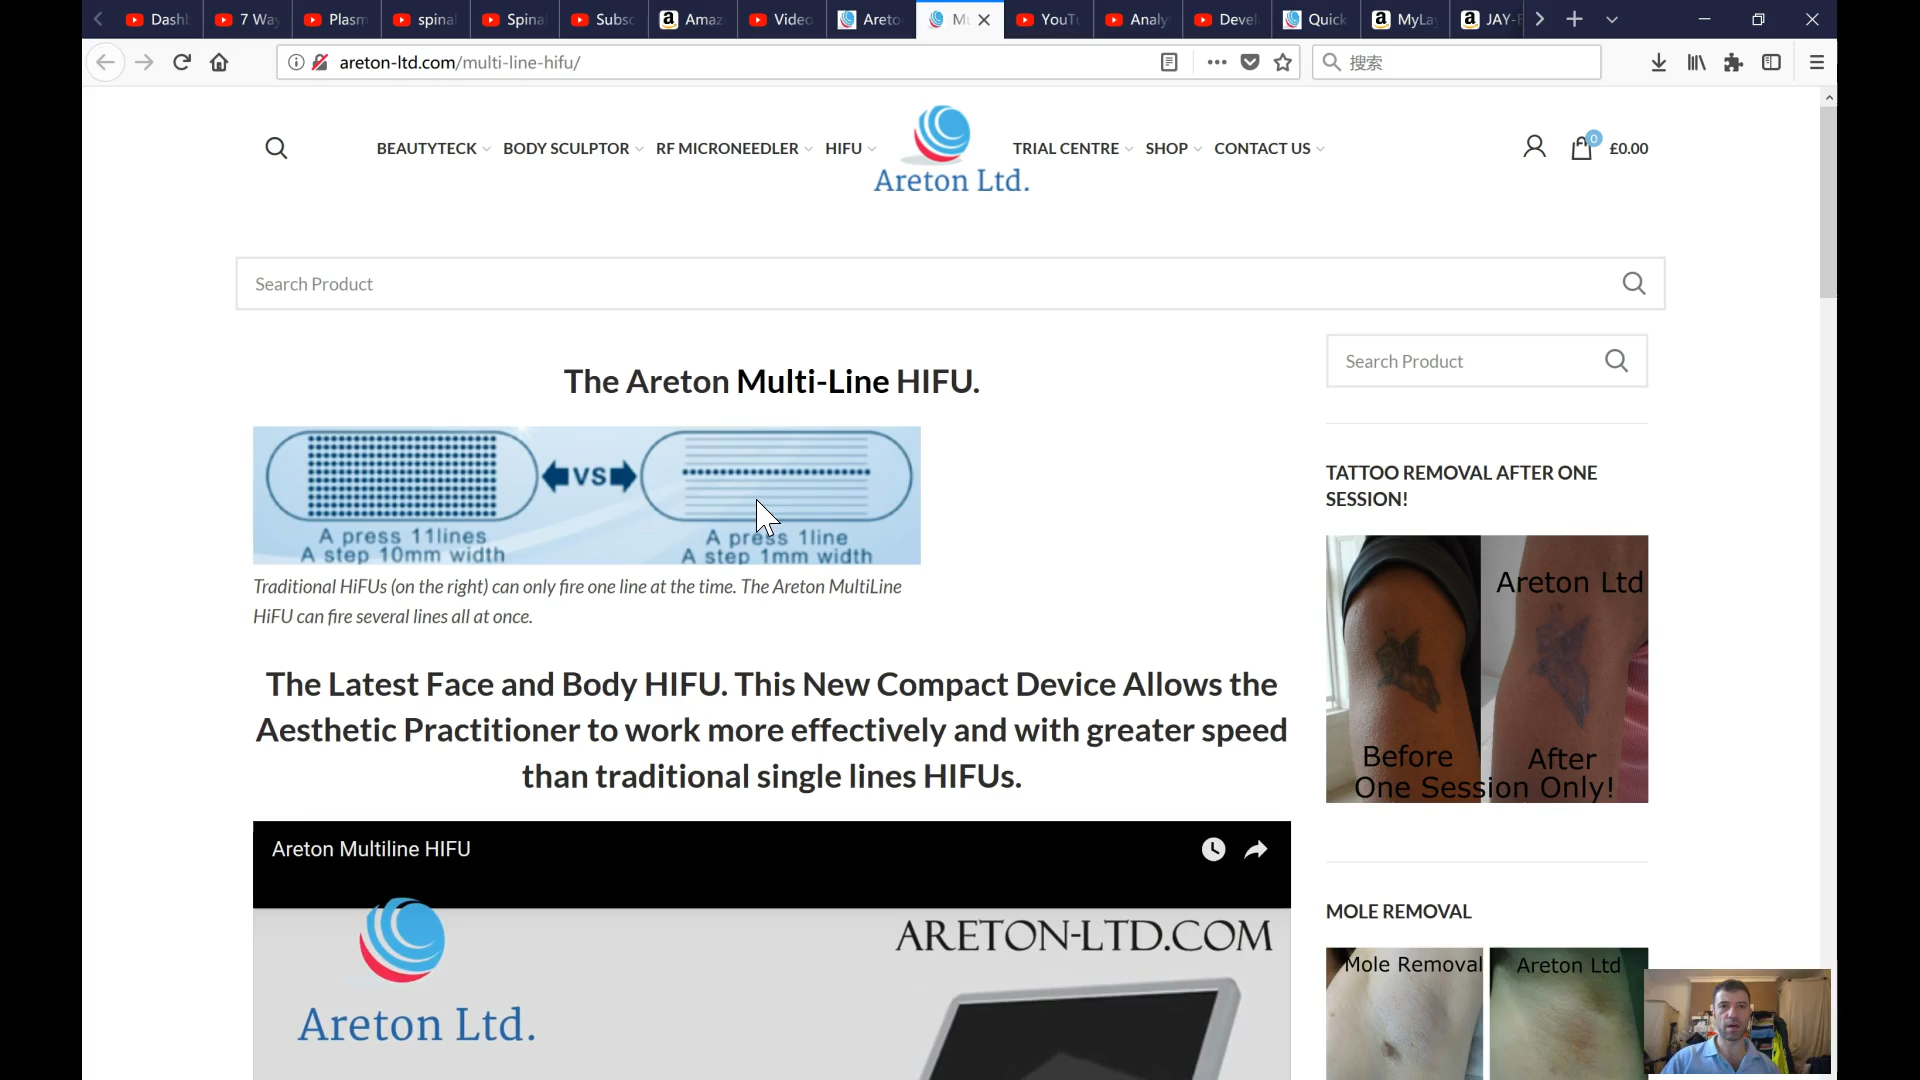 Dash
7 Wa
Plasm
spinal
Spina
Subsc
Amaz
Video
Areto
M
YouTu
Analy
Devel
Quick
MyLa
JAY-E
areton-ltd.com/multi-line-hifu/
搜索
BEAUTYTECK
BODY SCULPTOR
RF MICRONEEDLER
HIFU
Areton Ltd.
TRIAL CENTRE
SHOP
CONTACT US
0
£0.00
Search Product
Search Product
The Areton Multi-Line HIFU.
VS
A press 11lines
A step 10mm width
A press 1line
A step 1mm width
Traditional HiFUs (on the right) can only fire one line at the time. The Areton MultiLine
HiFU can fire several lines all at once.
The Latest Face and Body HIFU. This New Compact Device Allows the
Aesthetic Practitioner to work more effectively and with greater speed
than traditional single lines HIFUs.
Areton Multiline HIFU
ARETON-LTD.COM
Areton Ltd.
TATTOO REMOVAL AFTER ONE
SESSION!
Areton Ltd
Before
After
One Session Only!
MOLE REMOVAL
Mole Removal
Areton Ltd